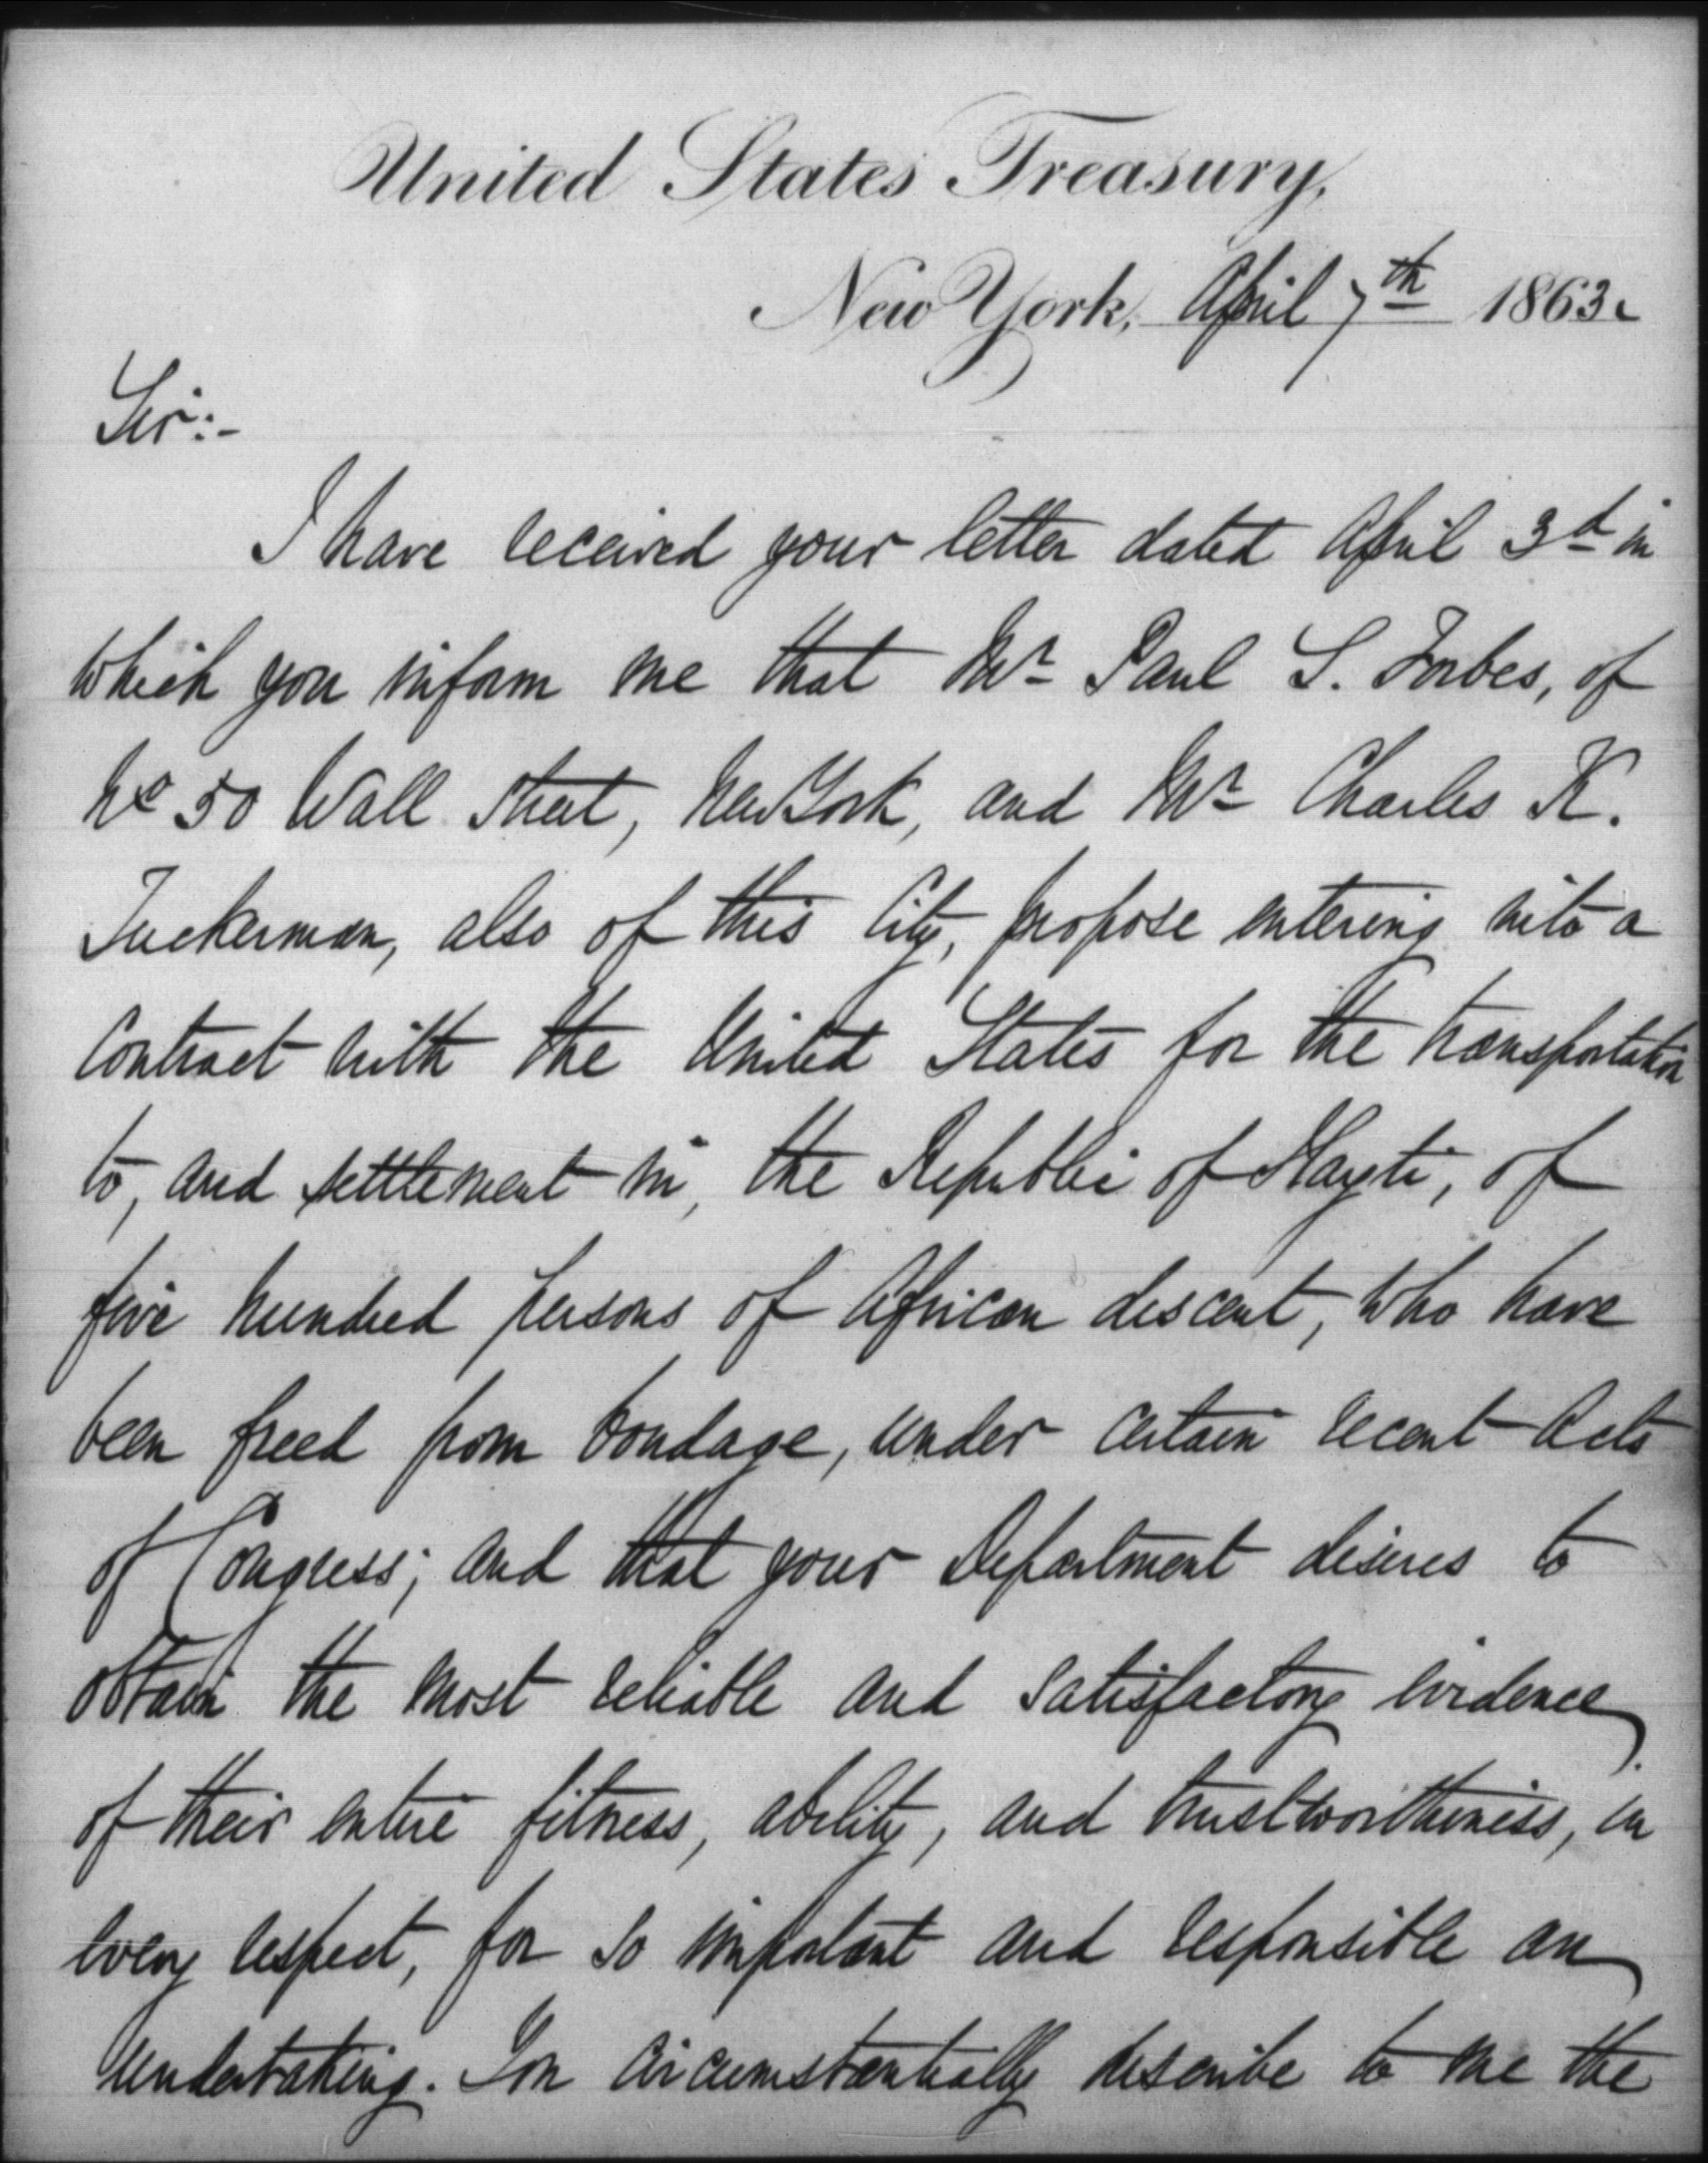 United States Treasury,
New York, April 7th 1863.
Sir:-
I have received your letter dated April 3d in
which you inform me that Mr Paul S. Forbes, of
No 50 Wall Street, New York, and Mr Charles K.
Tuckerman, also of this City, propose entering into a
Contract with the United States for the transportation
to, and settlement in, the Republic of Hayti, of
five hundred persons of African descent, who have
been freed from bondage, under certain recent Acts
of Congress; and that your Department desires to
obtain the most reliable and satisfactory evidence
of their entire fitness, ability, and trustworthiness, in
every respect, for so important and responsible an
undertaking. You circumstantially describe to me the